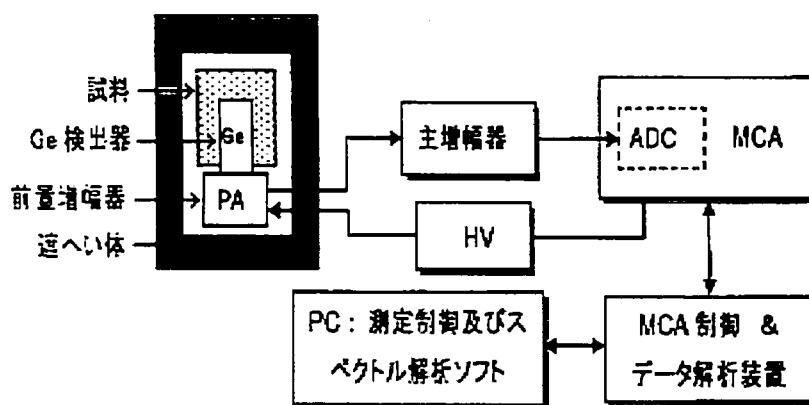 試料
Ge 検出器
前置増幅器
遮へい体
Ge
PA
主増幅器
HV
ADC
MCA
PC: 測定制御及びス
ペクトル解析ソフト
MCA 制御 &
データ解析装置